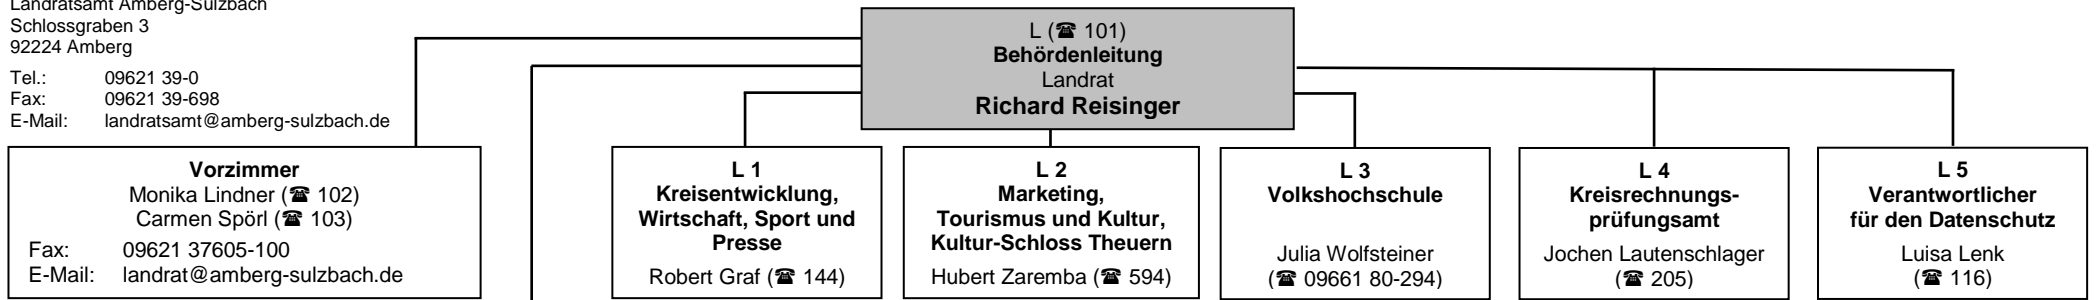 Landratsamt Amberg-Sulzbach
Schlossgraben 3
92224 Amberg
Tel.: 09621 39-0
Fax: 09621 39-698
E-Mail: landratsamt@amberg-sulzbach.de
L (☎ 101)
Behördenleitung
Landrat
Richard Reisinger
Vorzimmer
Monika Lindner (☎ 102)
Carmen Spörl (☎ 103)
Fax: 09621 37605-100
E-Mail: landrat@amberg-sulzbach.de
L 1
Kreisentwicklung,
Wirtschaft, Sport und
Presse
Robert Graf (☎ 144)
L 2
Marketing,
Tourismus und Kultur,
Kultur-Schloss Theuern
Hubert Zaremba (☎ 594)
L 3
Volkshochschule
Julia Wolfsteiner
(☎ 09661 80-294)
L 4
Kreisrechnungs-
prüfungsamt
Jochen Lautenschlager
(☎ 205)
L 5
Verantwortlicher
für den Datenschutz
Luisa Lenk
(☎ 116)